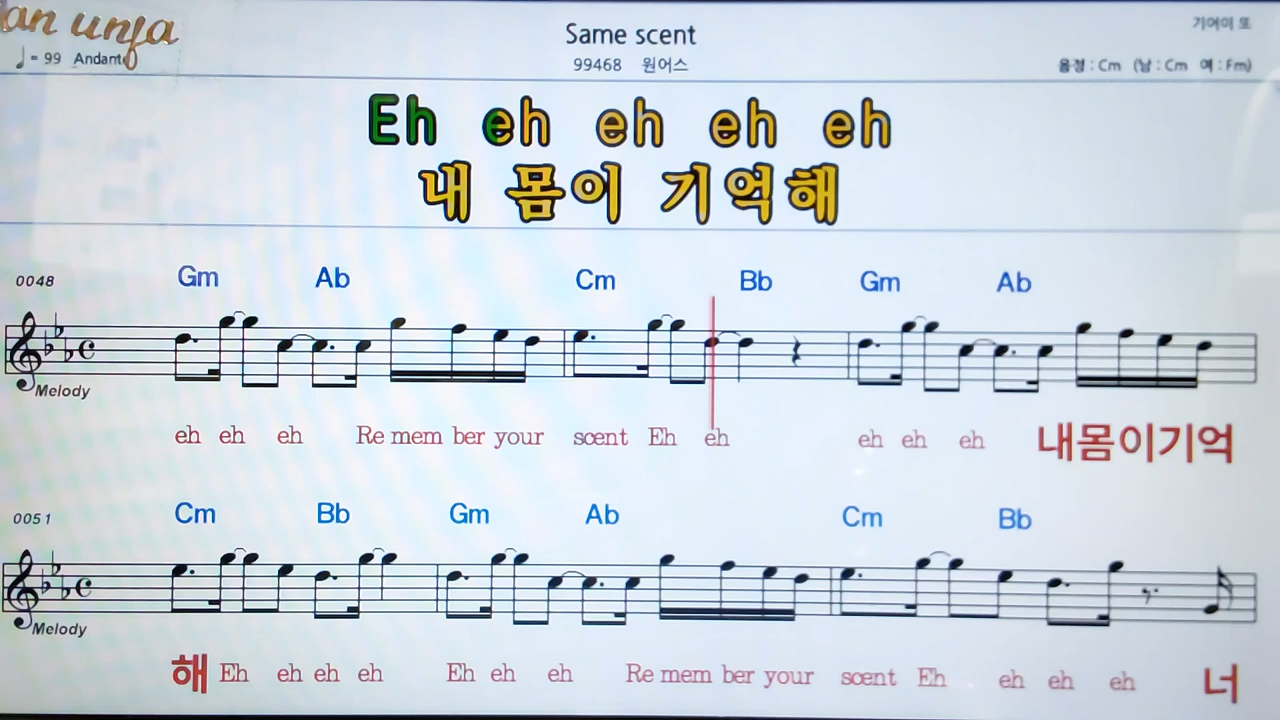 an unja
Same scent
기어이 또
♩= 99 Andante
99468 원어스
음정 : Cm (남 : Cm 여 : Fm)
Eh eh eh eh eh
내 몸이 기억해
0048 Gm Ab Cm Bb Gm Ab
Melody
eh eh eh Re mem ber your scent Eh eh eh eh eh 내몸이기억
0051 Cm Bb Gm Ab Cm Bb
Melody
해 Eh eh eh eh Eh eh eh Re mem ber your scent Eh eh eh eh 너